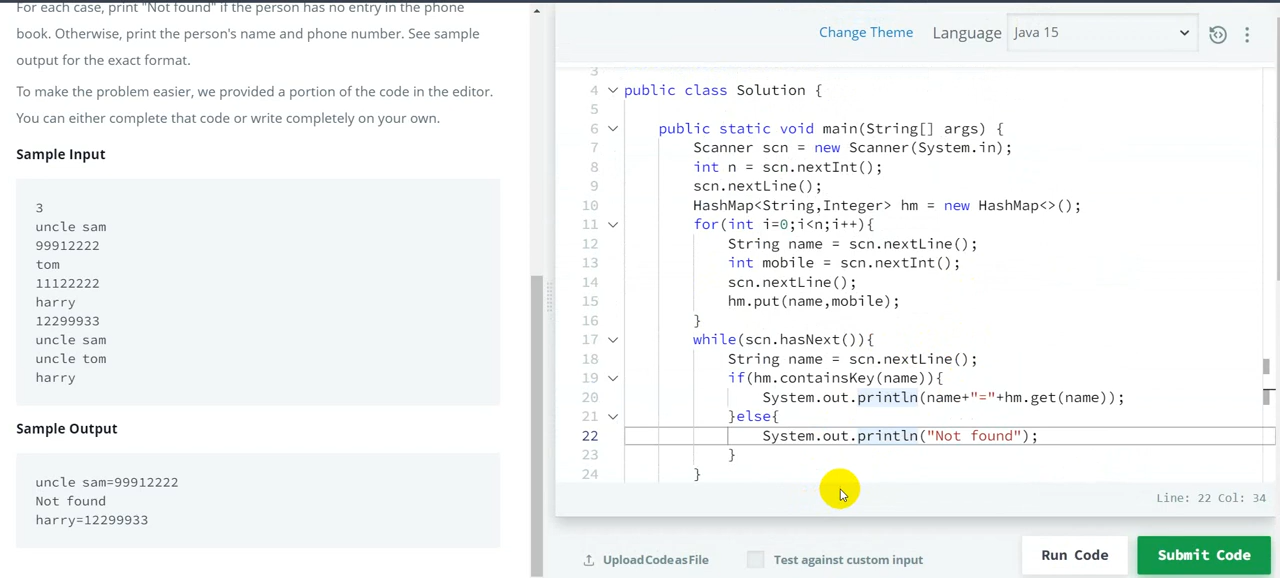 For each case, print "Not found" if the person has no entry in the phone
book. Otherwise, print the person's name and phone number. See sample
output for the exact format.
To make the problem easier, we provided a portion of the code in the editor.
You can either complete that code or write completely on your own.
Sample Input
3
uncle sam
99912222
tom
11122222
harry
12299933
uncle sam
uncle tom
harry
Sample Output
uncle sam=99912222
Not found
harry=12299933
Change Theme Language Java 15
3
4 public class Solution {
5
6 public static void main(String[] args) {
7 Scanner scn = new Scanner(System.in);
8 int n = scn.nextInt();
9 scn.nextLine();
10 HashMap<String,Integer> hm = new HashMap<>();
11 for(int i=0;i<n;i++){
12 String name = scn.nextLine();
13 int mobile = scn.nextInt();
14 scn.nextLine();
15 hm.put(name,mobile);
16 }
17 while(scn.hasNext()){
18 String name = scn.nextLine();
19 if(hm.containsKey(name)){
20 System.out.println(name+"="+hm.get(name));
21 }else{
22 System.out.println("Not found");
23 }
24 }
Line: 22 Col: 34
Upload Code as File Test against custom input Run Code Submit Code